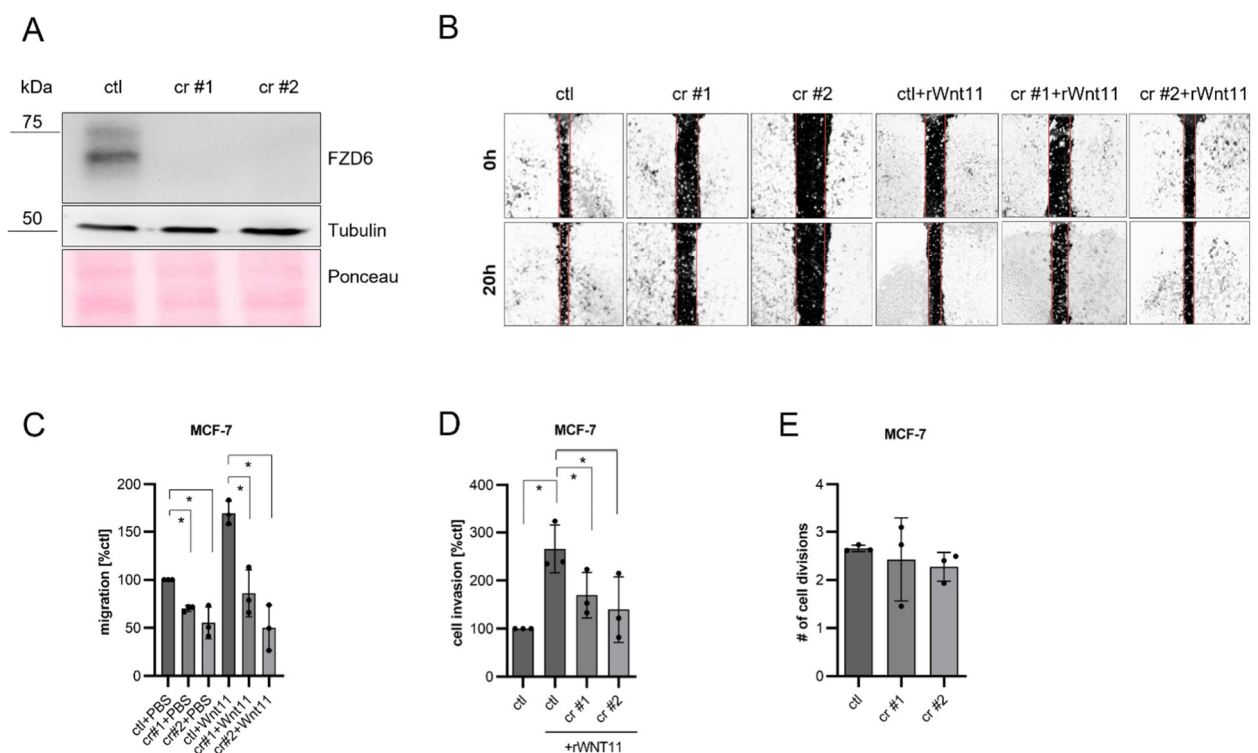 A
kDa ctl cr #1 cr #2
75
FZD6
50
Tubulin
Ponceau
B
ctl cr #1 cr #2 ctl+rWnt11 cr #1+rWnt11 cr #2+rWnt11
0h
20h
C
MCF-7
migration [%ctl]
200
150
100
50
0
* * * *
ctl+PBS cr#1+PBS cr#2+PBS ctl+Wnt11 cr#1+Wnt11 cr#2+Wnt11
D
MCF-7
cell invasion [%ctl]
400
300
200
100
0
* * *
ctl ctl cr #1 cr #2
+rWNT11
E
MCF-7
# of cell divisions
4
3
2
1
0
ctl cr #1 cr #2